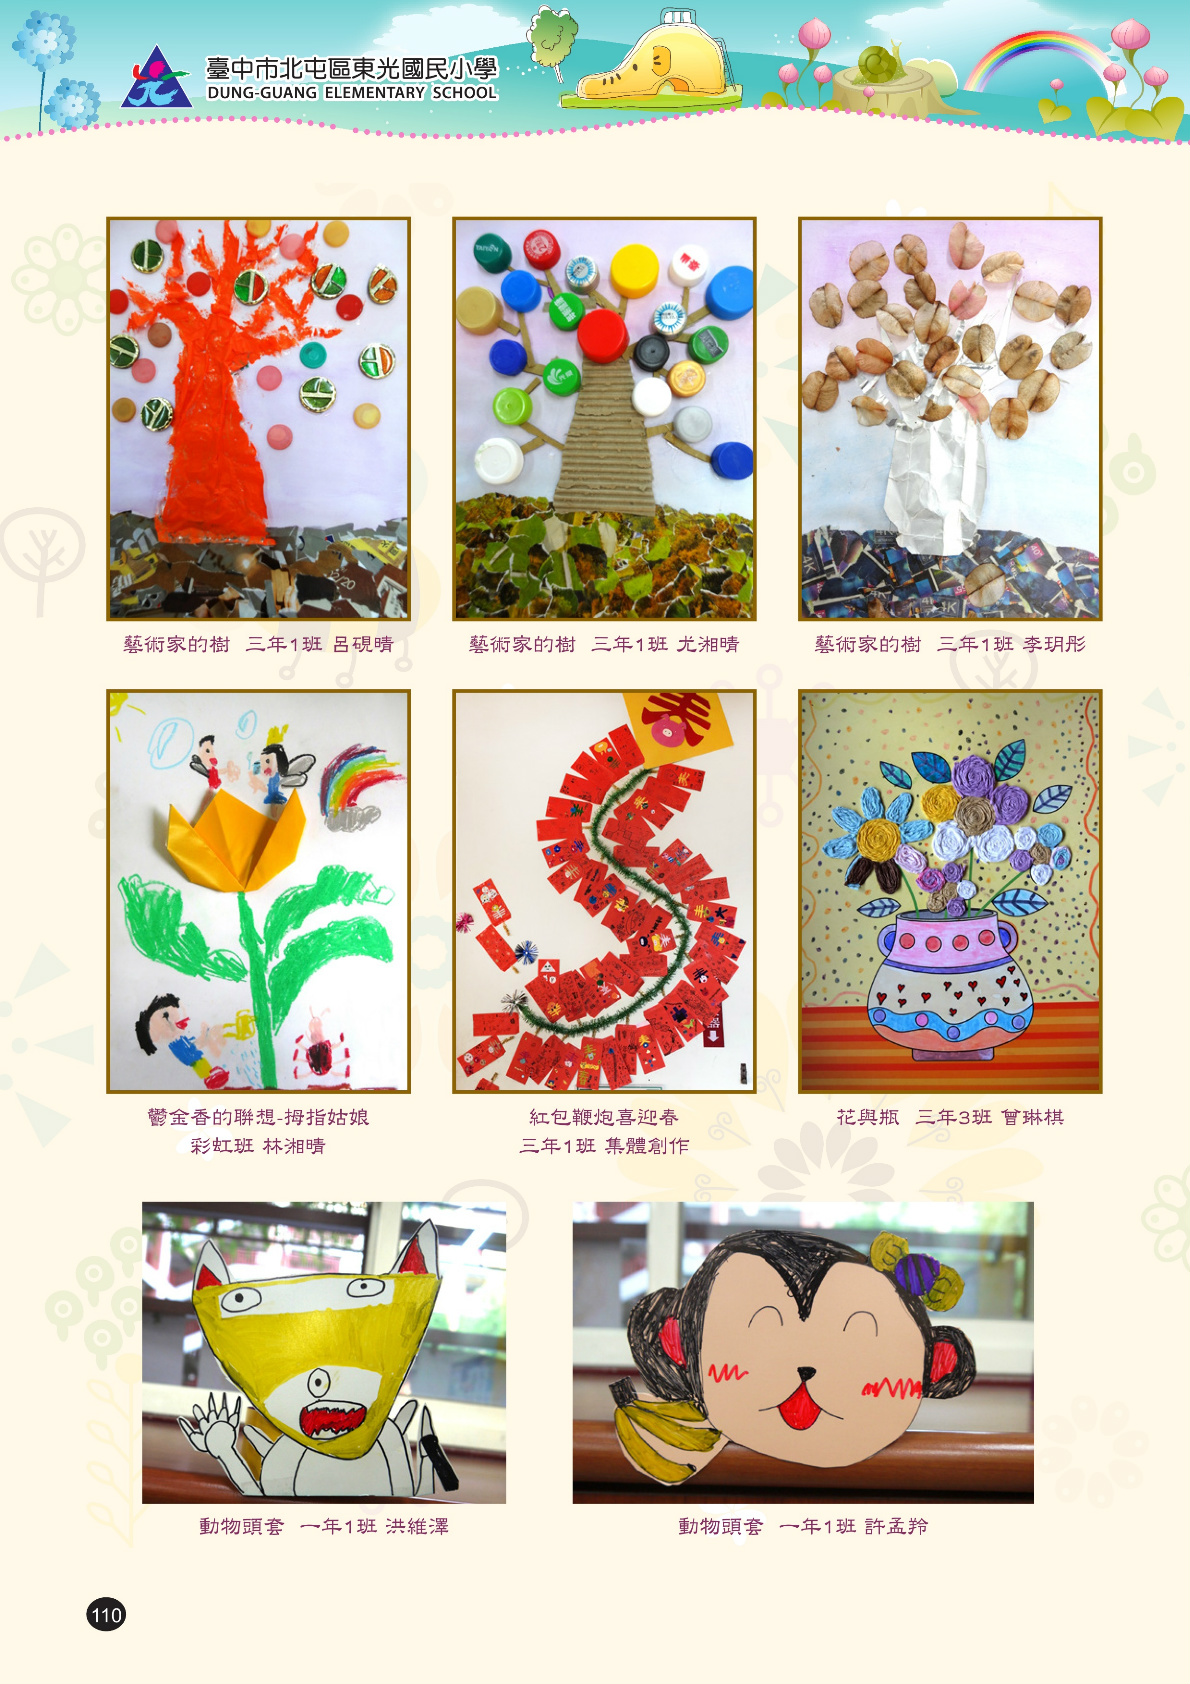 臺中市北屯區東光國民小學
DUNG-GUANG ELEMENTARY SCHOOL
藝術家的樹 三年1班 呂硯晴
藝術家的樹 三年1班 尤湘晴
藝術家的樹 三年1班 李玥彤
鬱金香的聯想-拇指姑娘
彩虹班 林湘晴
紅包鞭炮喜迎春
三年1班 集體創作
花與瓶 三年3班 曾琳棋
動物頭套 一年1班 洪維澤
動物頭套 一年1班 許孟羚
110